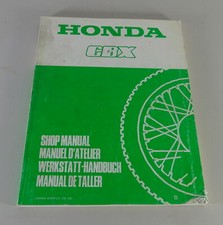 HONDA
CBX
SHOP MANUAL
MANUEL D'ATELIER
WERKSTATT-HANDBUCH
MANUAL DE TALLER